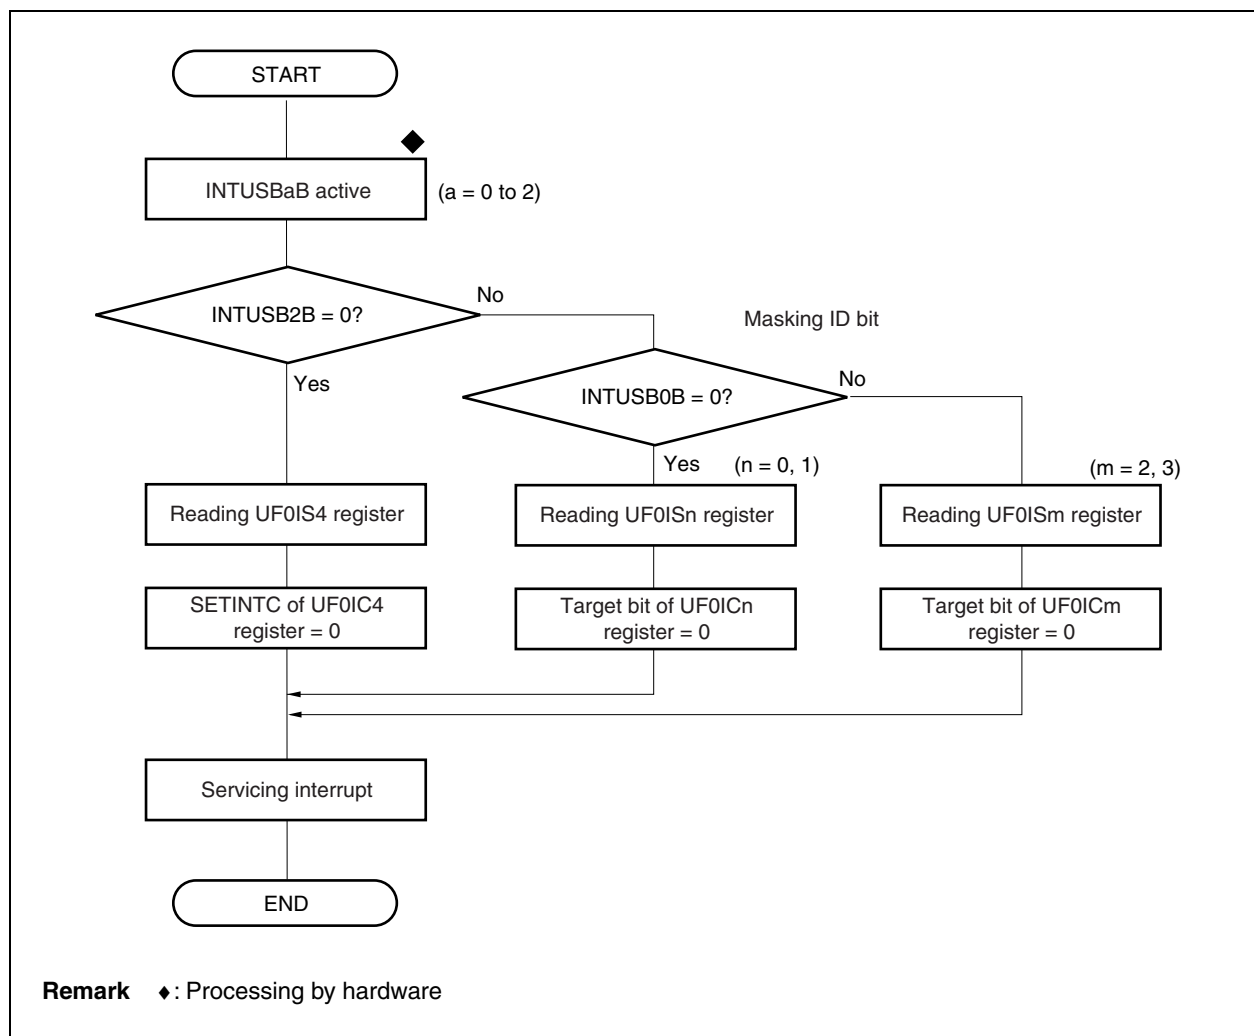 START
INTUSBaB active
(a = 0 to 2)
INTUSB2B = 0?
No
Masking ID bit
Yes
INTUSB0B = 0?
No
Yes
(n = 0, 1)
(m = 2, 3)
Reading UF0IS4 register
Reading UF0ISn register
Reading UF0ISm register
SETINTC of UF0IC4
register = 0
Target bit of UF0ICn
register = 0
Target bit of UF0ICm
register = 0
Servicing interrupt
END
Remark ♦: Processing by hardware